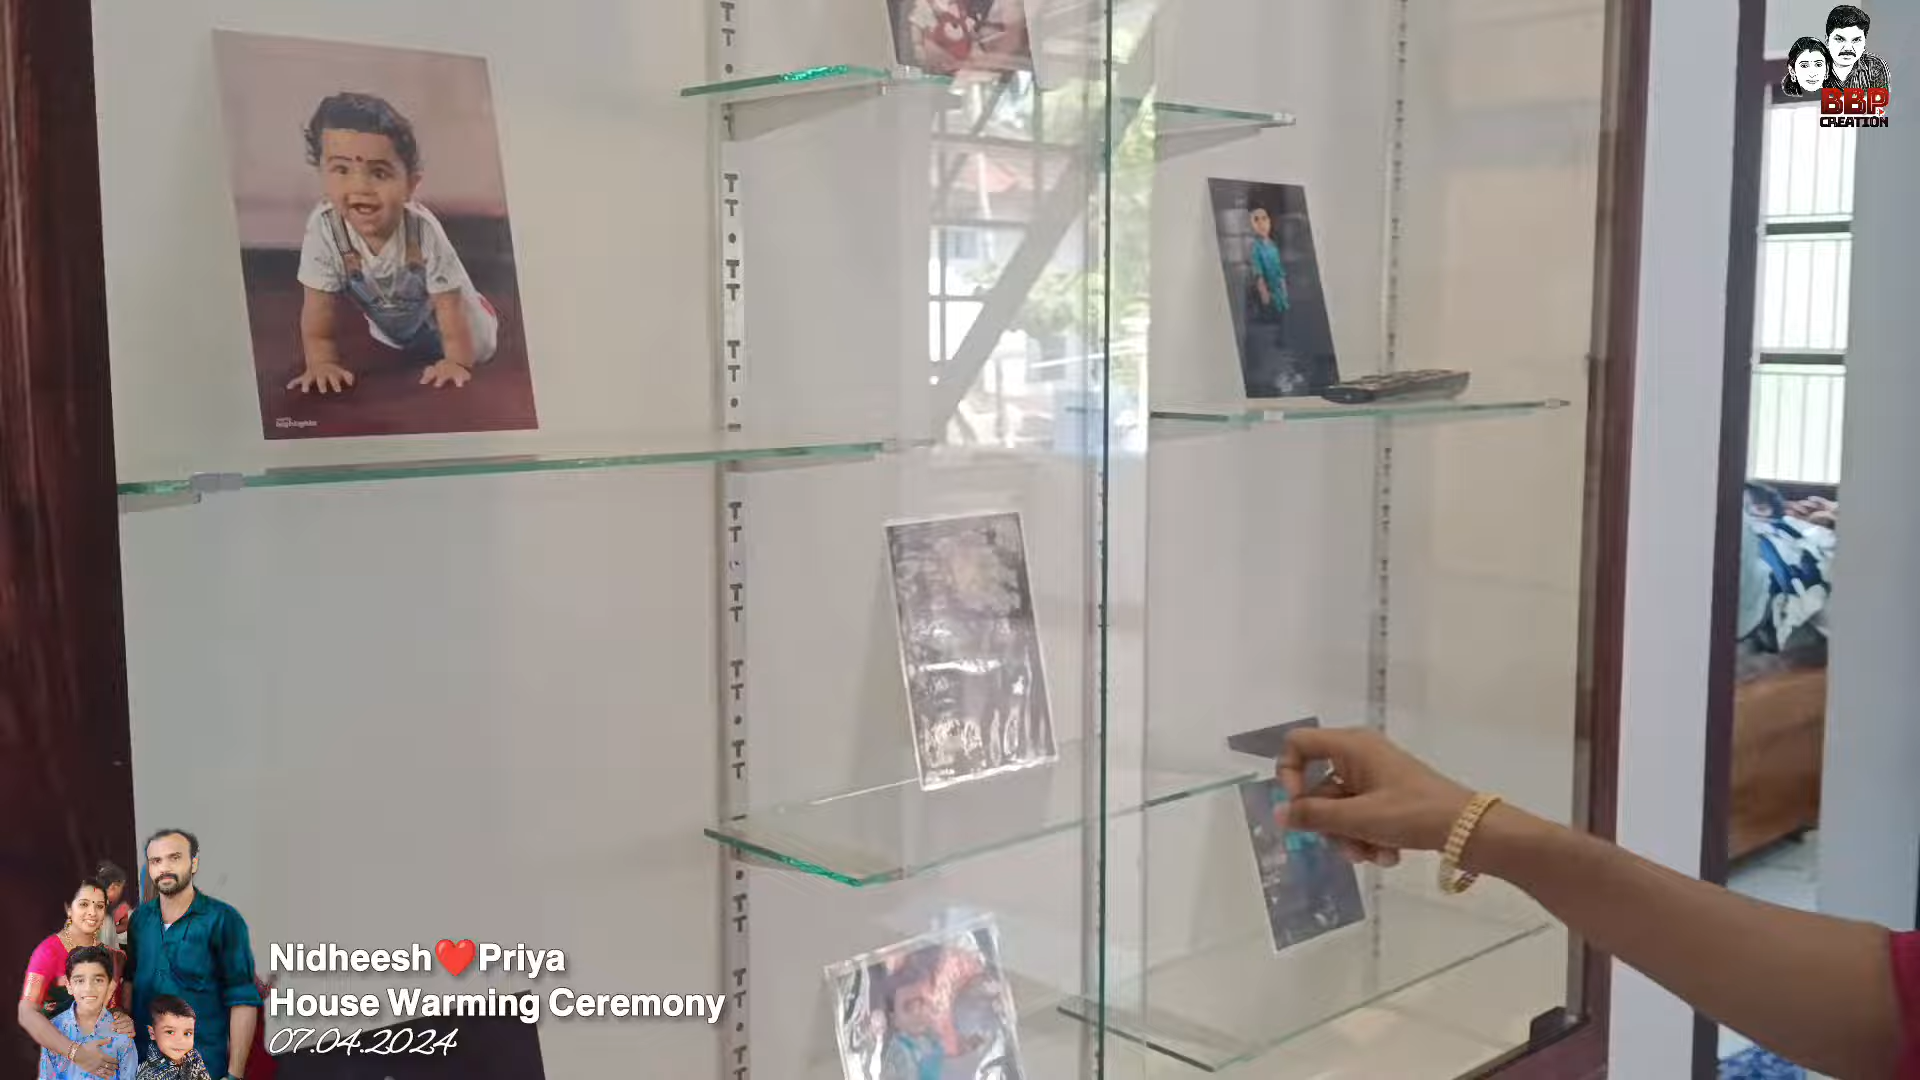 BBP
CREATION
Nidheesh❤️Priya
House Warming Ceremony
07.04.2024